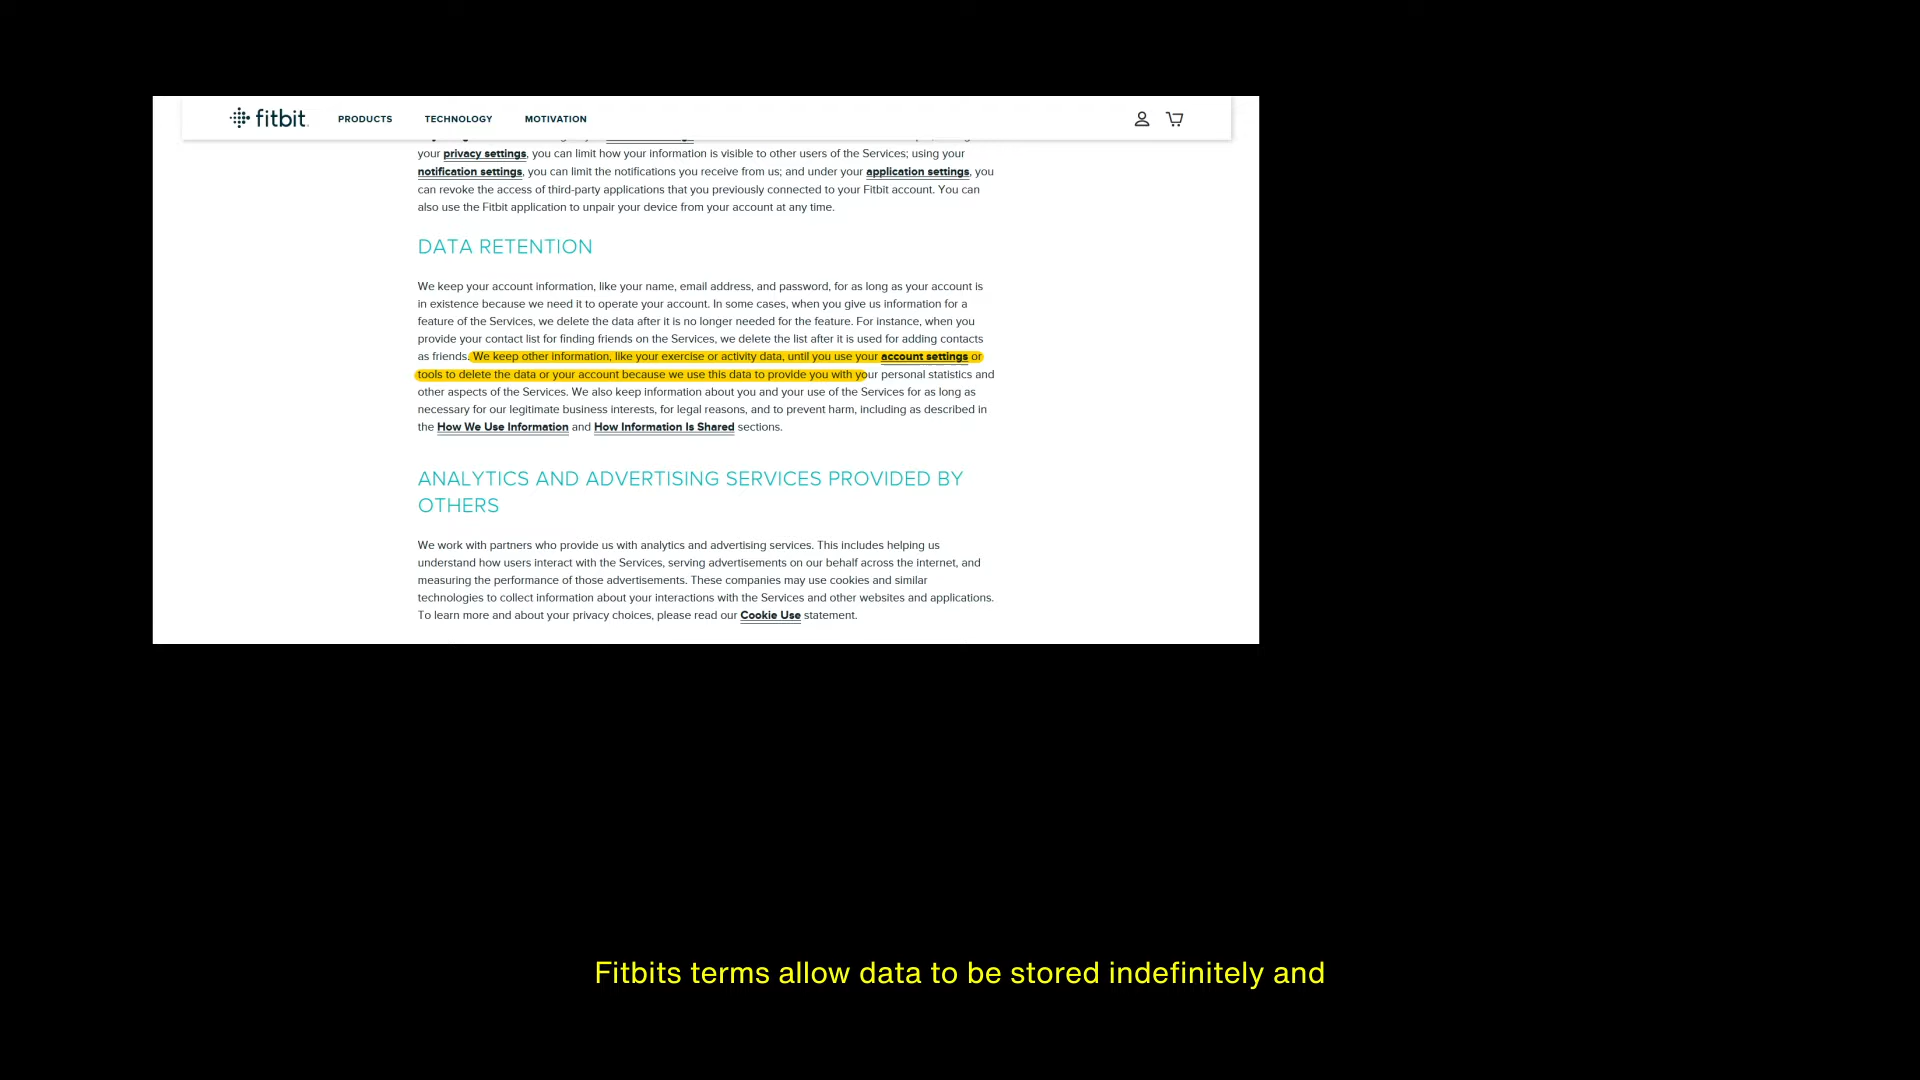 fitbit
PRODUCTS TECHNOLOGY MOTIVATION
your privacy settings, you can limit how your information is visible to other users of the Services; using your
notification settings, you can limit the notifications you receive from us; and under your application settings, you
can revoke the access of third-party applications that you previously connected to your Fitbit account. You can
also use the Fitbit application to unpair your device from your account at any time.
DATA RETENTION
We keep your account information, like your name, email address, and password, for as long as your account is
in existence because we need it to operate your account. In some cases, when you give us information for a
feature of the Services, we delete the data after it is no longer needed for the feature. For instance, when you
provide your contact list for finding friends on the Services, we delete the list after it is used for adding contacts
as friends. We keep other information, like your exercise or activity data, until you use your account settings or
tools to delete the data or your account because we use this data to provide you with your personal statistics and
other aspects of the Services. We also keep information about you and your use of the Services for as long as
necessary for our legitimate business interests, for legal reasons, and to prevent harm, including as described in
the How We Use Information and How Information Is Shared sections.
ANALYTICS AND ADVERTISING SERVICES PROVIDED BY
OTHERS
We work with partners who provide us with analytics and advertising services. This includes helping us
understand how users interact with the Services, serving advertisements on our behalf across the internet, and
measuring the performance of those advertisements. These companies may use cookies and similar
technologies to collect information about your interactions with the Services and other websites and applications.
To learn more and about your privacy choices, please read our Cookie Use statement.
Fitbits terms allow data to be stored indefinitely and